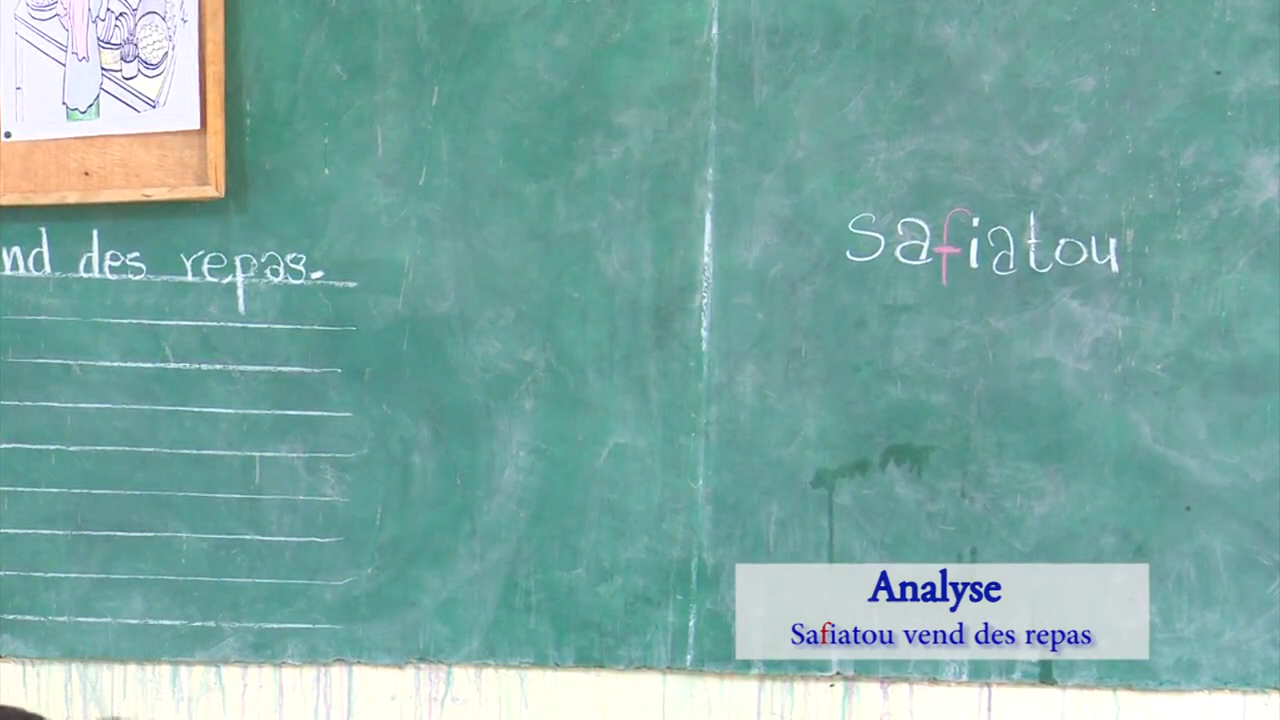 nd des repas.
safiatou
Analyse
Safiatou vend des repas